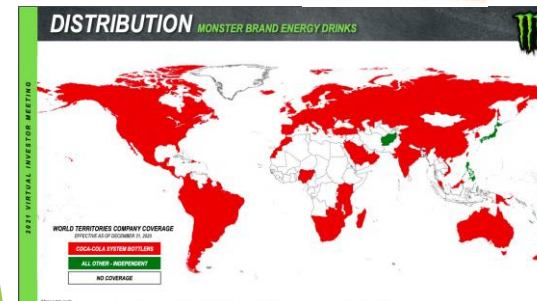 DISTRIBUTION MONSTER BRAND ENERGY DRINKS
2021 VIRTUAL INVESTOR MEETING
WORLD TERRITORIES COMPANY COVERAGE
EFFECTIVE AS OF DECEMBER 31, 2020
COCA-COLA SYSTEM BOTTLERS
ALL OTHER - INDEPENDENT
NO COVERAGE